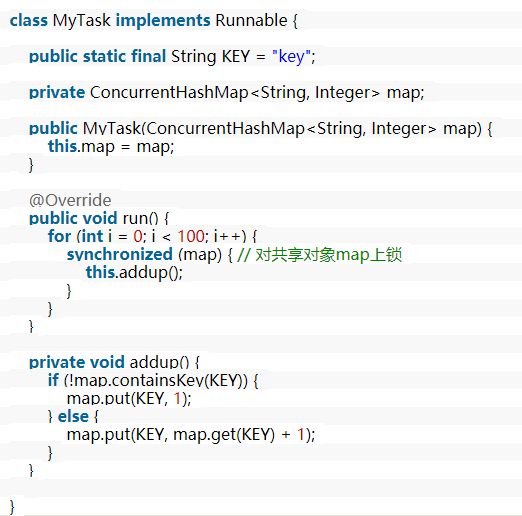 class MyTask implements Runnable {
public static final String KEY = "key";
private ConcurrentHashMap<String, Integer> map;
public MyTask(ConcurrentHashMap<String, Integer> map) {
this.map = map;
}
@Override
public void run() {
for (int i = 0; i < 100; i++) {
synchronized (map) { // 对共享对象map上锁
this.addup();
}
}
}
private void addup() {
if (!map.containsKey(KEY)) {
map.put(KEY, 1);
} else {
map.put(KEY, map.get(KEY) + 1);
}
}
}